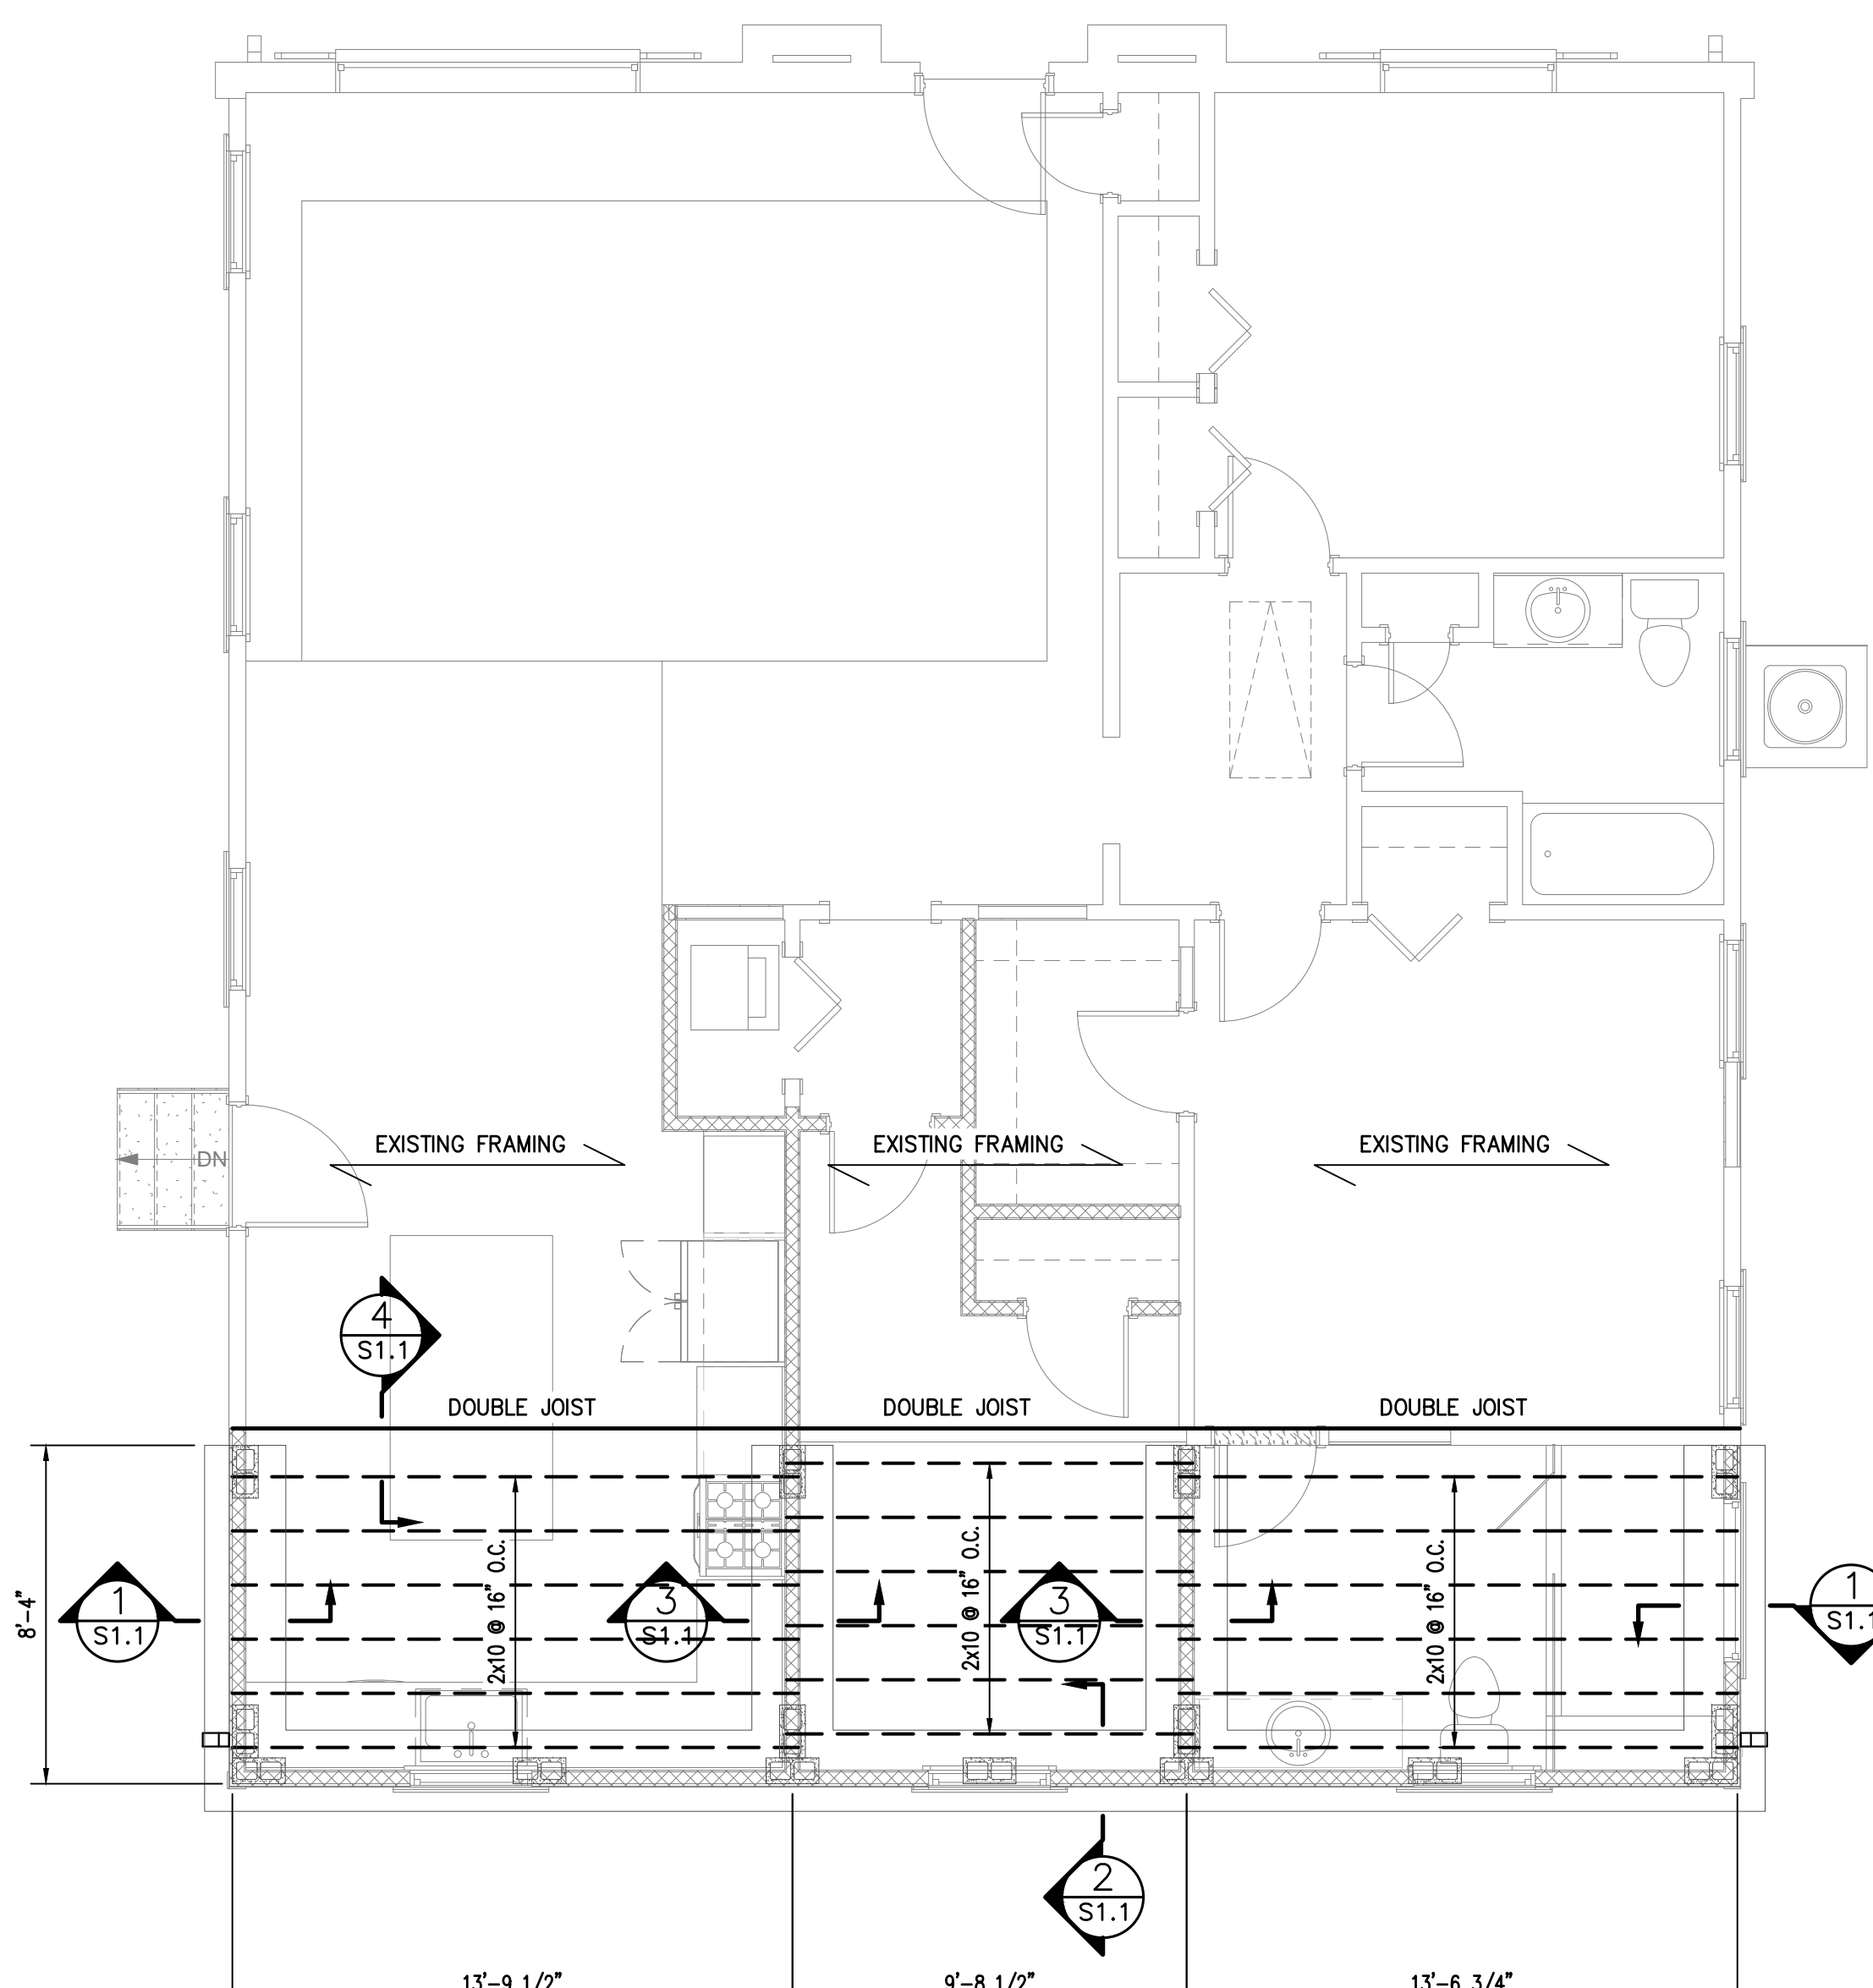 EXISTING FRAMING
EXISTING FRAMING
EXISTING FRAMING
DN
4
S1.1
DOUBLE JOIST
DOUBLE JOIST
DOUBLE JOIST
8'-4"
1
S1.1
2x10 @ 16" O.C.
3
S1.1
2x10 @ 16" O.C.
3
S1.1
2x10 @ 16" O.C.
1
S1.1
2
S1.1
13'-9 1/2"
9'-8 1/2"
13'-6 3/4"